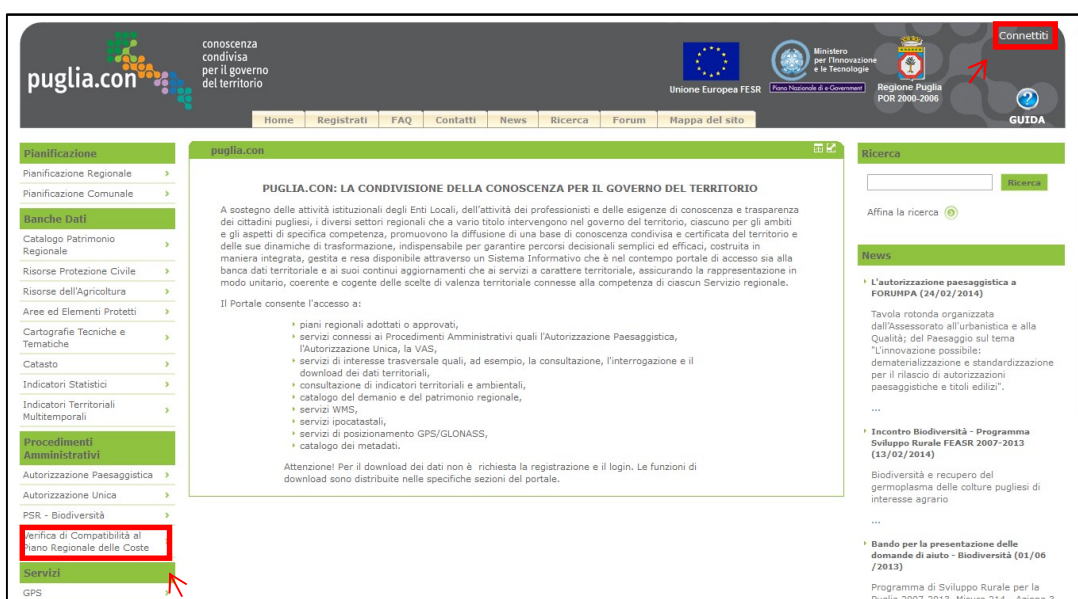 puglia.con
conoscenza
condivisa
per il governo
del territorio
Unione Europea FESR
Ministero
per l'Innovazione
e le Tecnologie
Piano Nazionale di e-Government
Regione Puglia
POR 2000-2006
Connettiti
GUIDA
Home Registrati FAQ Contatti News Ricerca Forum Mappa del sito
Pianificazione
Pianificazione Regionale
Pianificazione Comunale
Banche Dati
Catalogo Patrimonio
Regionale
Risorse Protezione Civile
Risorse dell'Agricoltura
Aree ed Elementi Protetti
Cartografie Tecniche e
Tematiche
Catasto
Indicatori Statistici
Indicatori Territoriali
Multitemporali
Procedimenti
Amministrativi
Autorizzazione Paesaggistica
Autorizzazione Unica
PSR - Biodiversità
Verifica di Compatibilità al
Piano Regionale delle Coste
Servizi
GPS
puglia.con
PUGLIA.CON: LA CONDIVISIONE DELLA CONOSCENZA PER IL GOVERNO DEL TERRITORIO
A sostegno delle attività istituzionali degli Enti Locali, dell'attività dei professionisti e delle esigenze di conoscenza e trasparenza
dei cittadini pugliesi, i diversi settori regionali che a vario titolo intervengono nel governo del territorio, ciascuno per gli ambiti
e gli aspetti di specifica competenza, promuovono la diffusione di una base di conoscenza condivisa e certificata del territorio e
delle sue dinamiche di trasformazione, indispensabile per garantire percorsi decisionali semplici ed efficaci, costruita in
maniera integrata, gestita e resa disponibile attraverso un Sistema Informativo che è nel contempo portale di accesso sia alla
banca dati territoriale e ai suoi continui aggiornamenti che ai servizi a carattere territoriale, assicurando la rappresentazione in
modo unitario, coerente e cogente delle scelte di valenza territoriale connesse alla competenza di ciascun Servizio regionale.
Il Portale consente l'accesso a:
piani regionali adottati o approvati,
servizi connessi ai Procedimenti Amministrativi quali l'Autorizzazione Paesaggistica,
l'Autorizzazione Unica, la VAS,
servizi di interesse trasversale quali, ad esempio, la consultazione, l'interrogazione e il
download dei dati territoriali,
consultazione di indicatori territoriali e ambientali,
catalogo del demanio e del patrimonio regionale,
servizi WMS,
servizi ipocatastali,
servizi di posizionamento GPS/GLONASS,
catalogo dei metadati.
Attenzione! Per il download dei dati non è richiesta la registrazione e il login. Le funzioni di
download sono distribuite nelle specifiche sezioni del portale.
Ricerca
Ricerca
Affina la ricerca
News
L'autorizzazione paesaggistica a
FORUMPA (24/02/2014)
Tavola rotonda organizzata
dall'Assessorato all'urbanistica e alla
Qualità; del Paesaggio sul tema
"L'innovazione possibile:
dematerializzazione e standardizzazione
per il rilascio di autorizzazioni
paesaggistiche e titoli edilizi".
...
Incontro Biodiversità - Programma
Sviluppo Rurale FEASR 2007-2013
(13/02/2014)
Biodiversità e recupero del
germoplasma delle colture pugliesi di
interesse agrario
...
Bando per la presentazione delle
domande di aiuto - Biodiversità (01/06
/2013)
Programma di Sviluppo Rurale per la
Puglia 2007-2013. Misura 214 - Azione 3